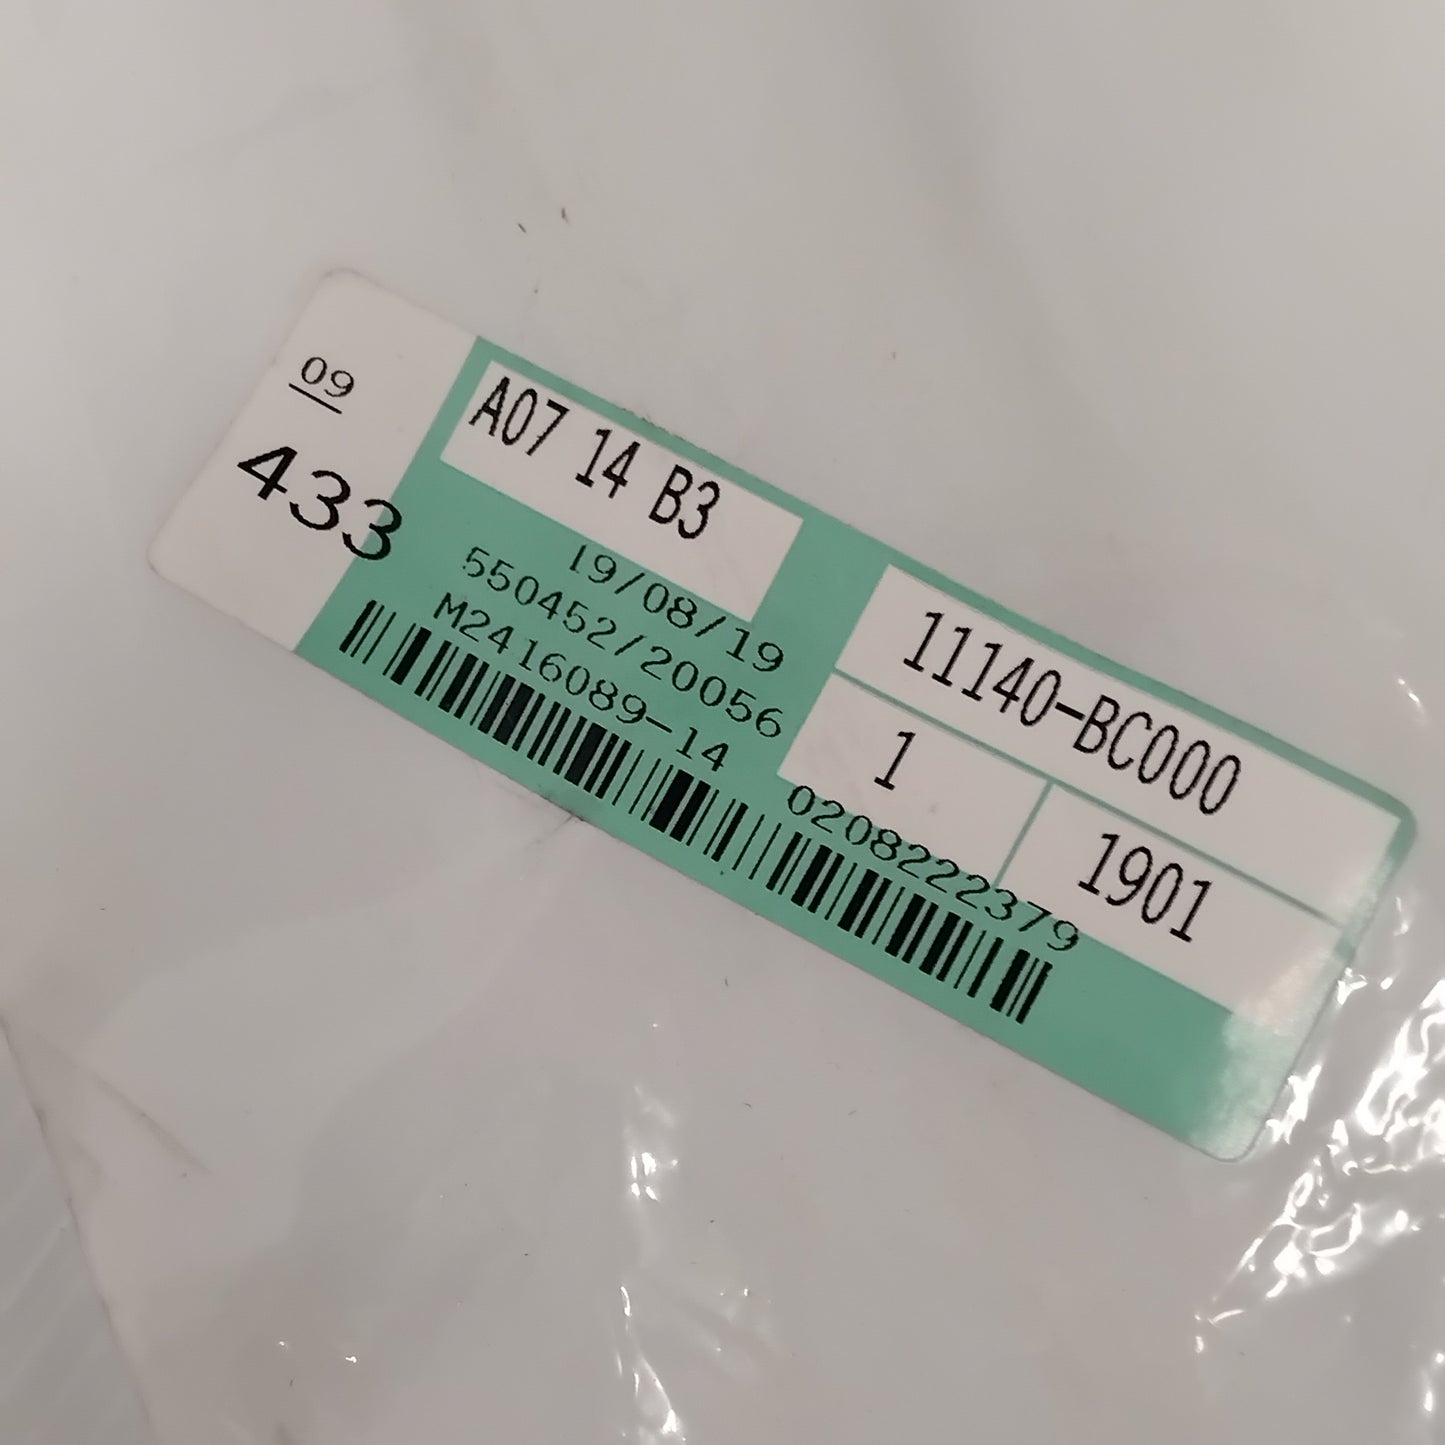 09
433
A07 14 B3
19/08/19
550452/20056
M2416089-14
11140-BC000
1
1901
0208222379